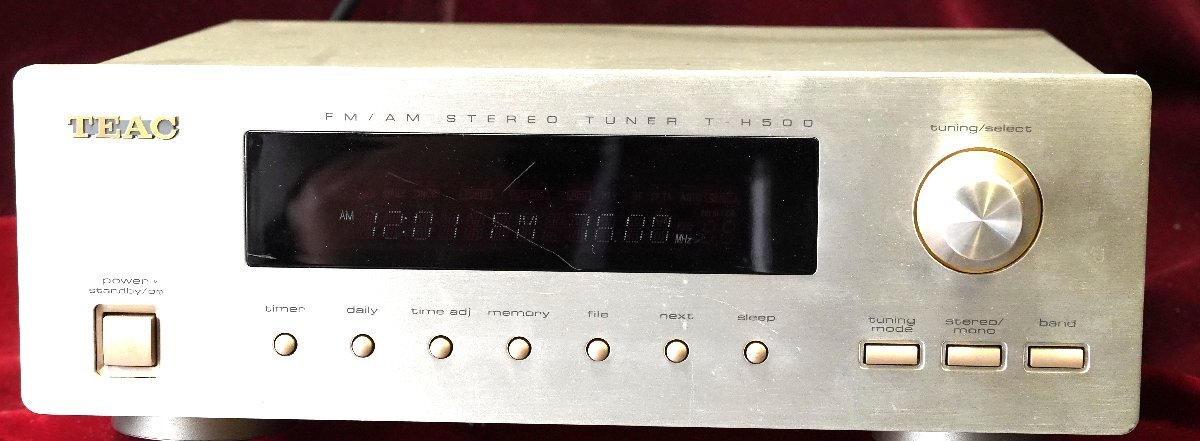 TEAC
FM/AM STEREO TUNER T-H500
tuning/select
AM 12:01 FM 76.00 MHz
power
standby/on
timer
daily
time adj
memory
file
next
sleep
tuning
mode
stereo/
mono
band